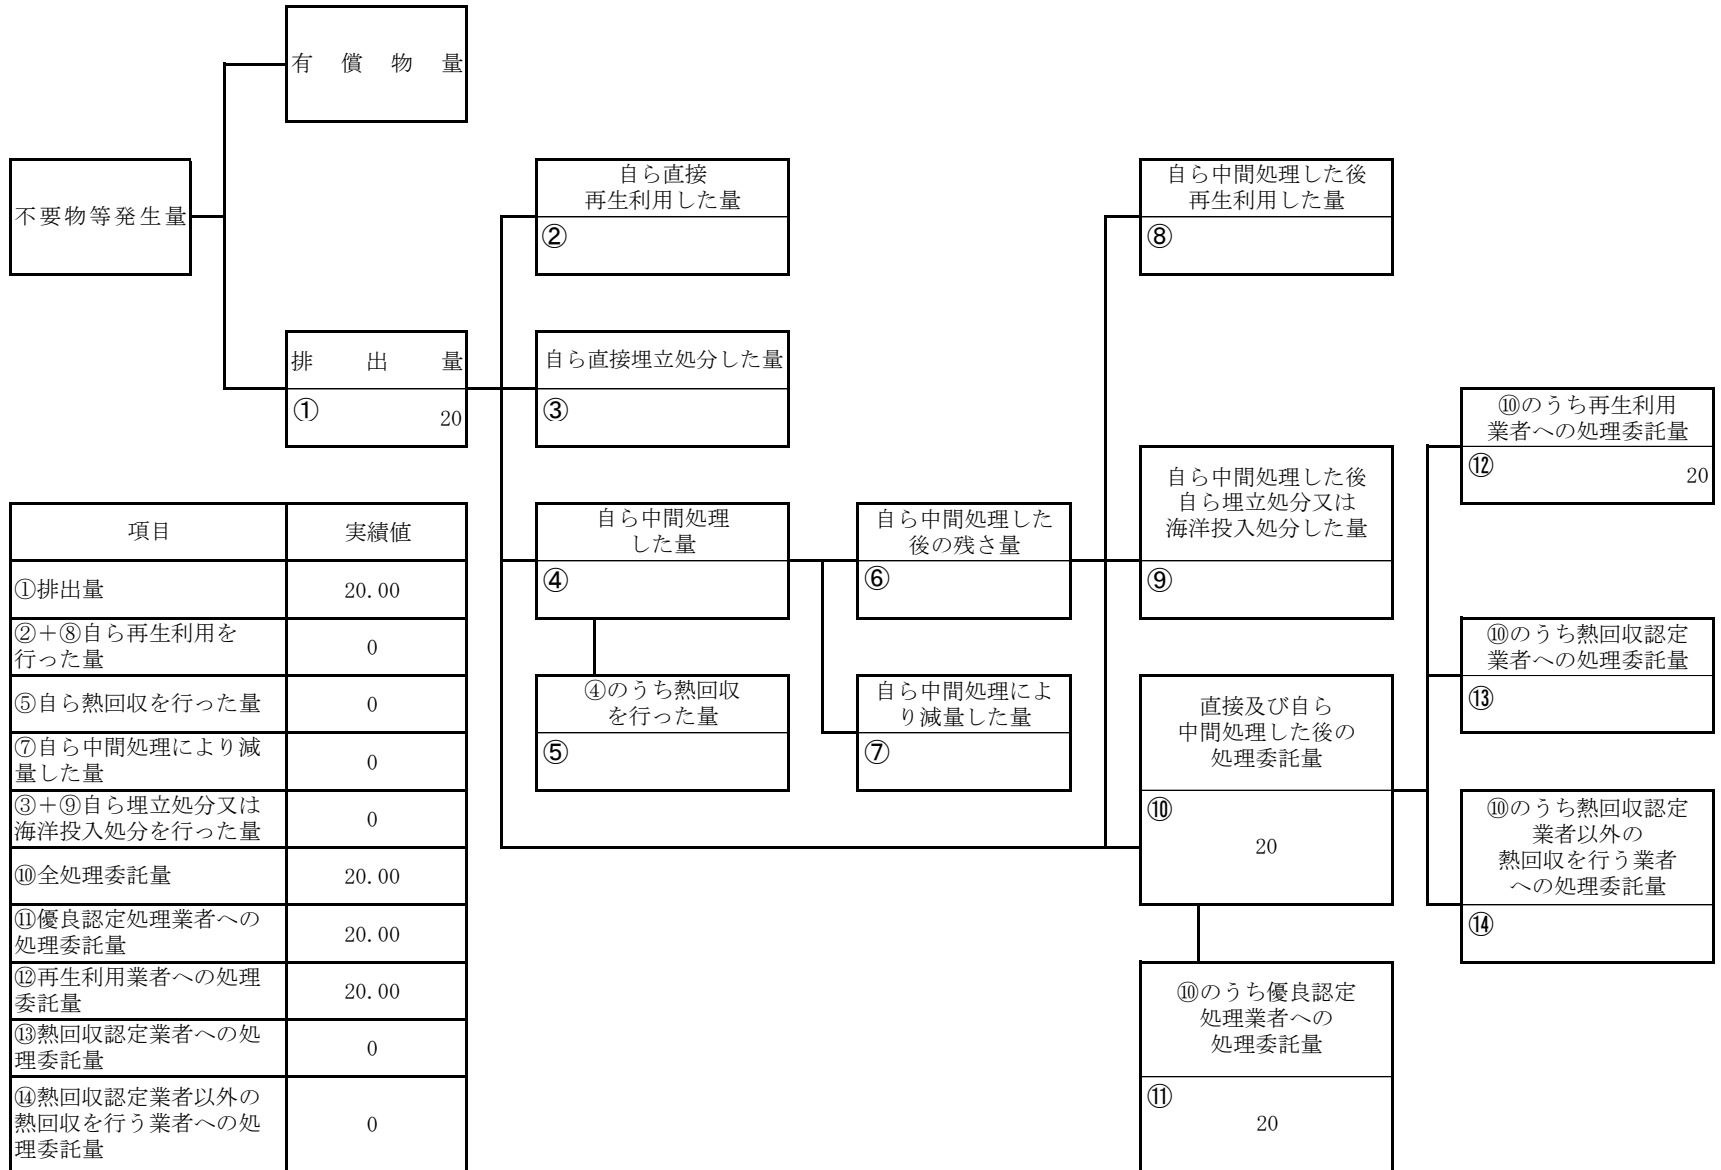 有償物量
不要物等発生量
排出量
①
20
自ら直接
再生利用した量
②
自ら直接埋立処分した量
③
自ら中間処理
した量
④
④のうち熱回収
を行った量
⑤
自ら中間処理した
後の残さ量
⑥
自ら中間処理によ
り減量した量
⑦
自ら中間処理した後
再生利用した量
⑧
自ら中間処理した後
自ら埋立処分又は
海洋投入処分した量
⑨
直接及び自ら
中間処理した後の
処理委託量
⑩
20
⑩のうち優良認定
処理業者への
処理委託量
⑪
20
⑩のうち再生利用
業者への処理委託量
⑫
20
⑩のうち熱回収認定
業者への処理委託量
⑬
⑩のうち熱回収認定
業者以外の
熱回収を行う業者
への処理委託量
⑭
項目 実績値
①排出量 20.00
②＋⑧自ら再生利用を
行った量 0
⑤自ら熱回収を行った量 0
⑦自ら中間処理により減
量した量 0
③＋⑨自ら埋立処分又は
海洋投入処分を行った量 0
⑩全処理委託量 20.00
⑪優良認定処理業者への
処理委託量 20.00
⑫再生利用業者への処理
委託量 20.00
⑬熱回収認定業者への処
理委託量 0
⑭熱回収認定業者以外の
熱回収を行う業者への処
理委託量 0